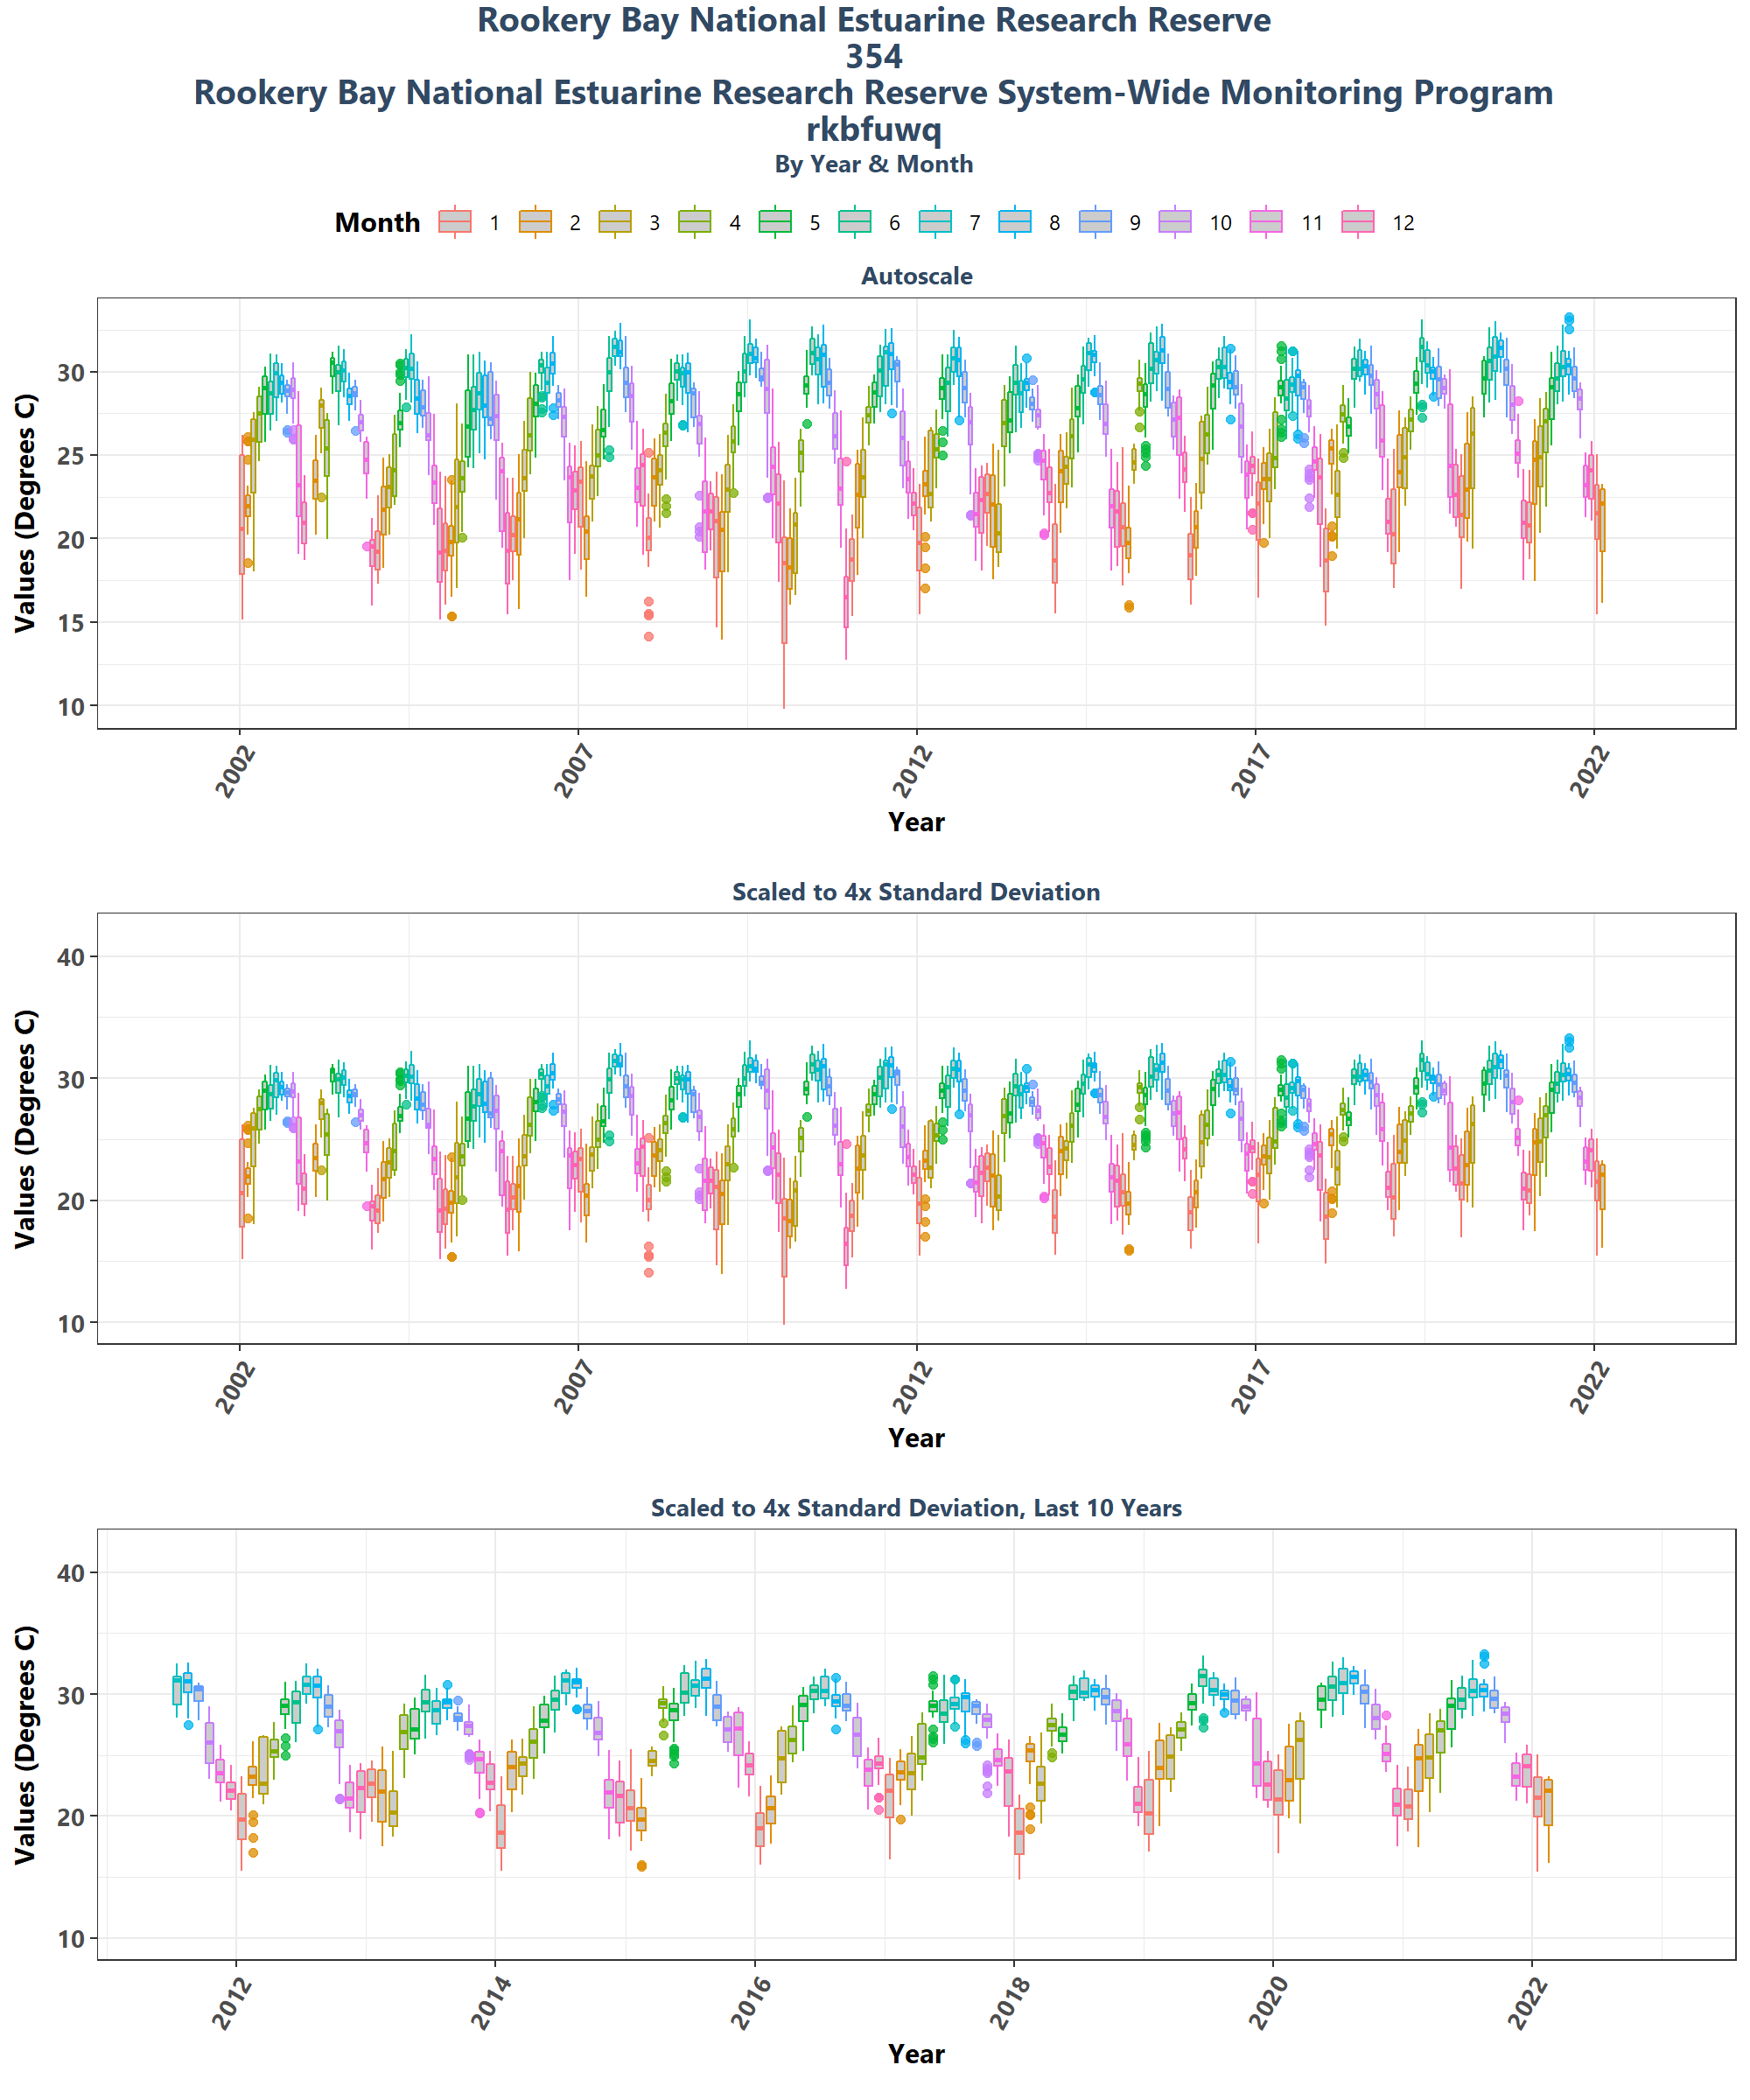 Rookery Bay National Estuarine Research Reserve
354
Rookery Bay National Estuarine Research Reserve System-Wide Monitoring Program
rkbfuwq
By Year & Month
Month 1 2 3 4 5 6 7 8 9 10 11 12
Autoscale
Values (Degrees C)
30
25
20
15
10
2002 2007 2012 2017 2022
Year
Scaled to 4x Standard Deviation
Values (Degrees C)
40
30
20
10
2002 2007 2012 2017 2022
Year
Scaled to 4x Standard Deviation, Last 10 Years
Values (Degrees C)
40
30
20
10
2012 2014 2016 2018 2020 2022
Year